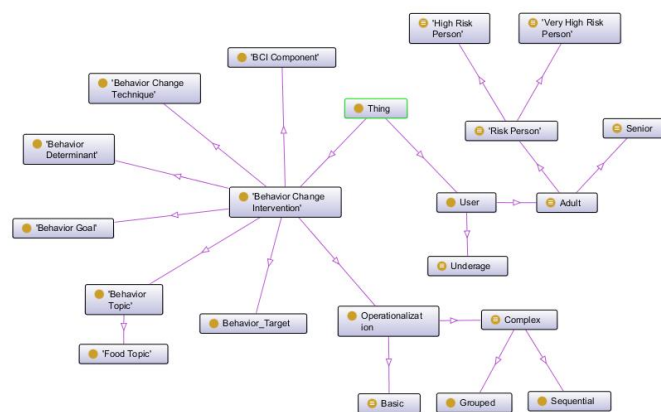 'High Risk
Person'
'Very High Risk
Person'
'BCI Component'
'Behavior Change
Technique'
Thing
'Risk Person'
Senior
'Behavior
Determinant'
'Behavior Change
Intervention'
User
Adult
'Behavior Goal'
Underage
'Behavior
Topic'
Behavior_Target
Operationalizat
ion
Complex
'Food Topic'
Basic
Grouped
Sequential